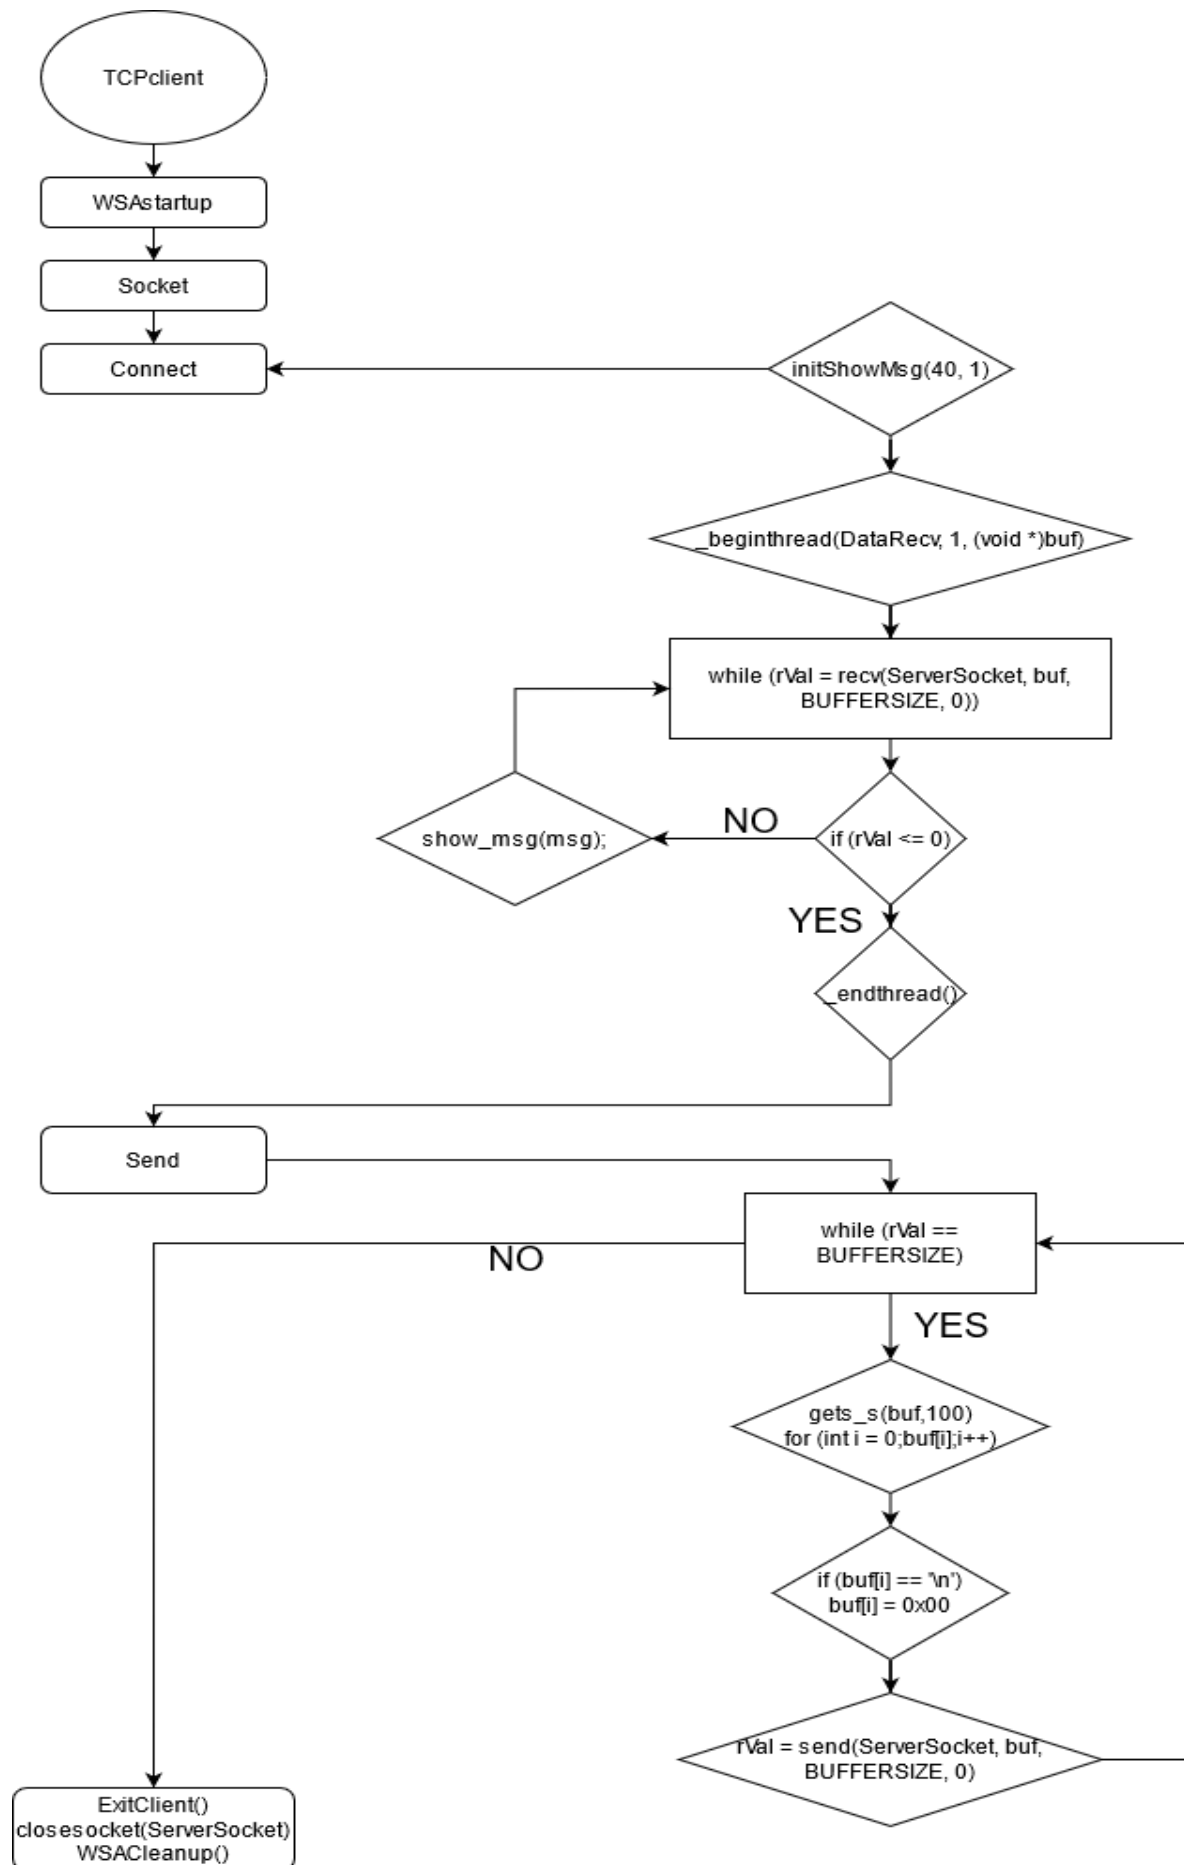 TCPclient
WSAstartup
Socket
Connect
initShowMsg(40, 1)
_beginthread(DataRecv, 1, (void *)buf)
while (rVal = recv(ServerSocket, buf,
BUFFERSIZE, 0))
NO
if (rVal <= 0)
show_msg(msg);
YES
_endthread()
Send
while (rVal ==
BUFFERSIZE)
NO
YES
gets_s(buf,100)
for (int i = 0;buf[i];i++)
if (buf[i] == '\n')
buf[i] = 0x00
rVal = send(ServerSocket, buf,
BUFFERSIZE, 0)
ExitClient()
closesocket(ServerSocket)
WSACleanup()